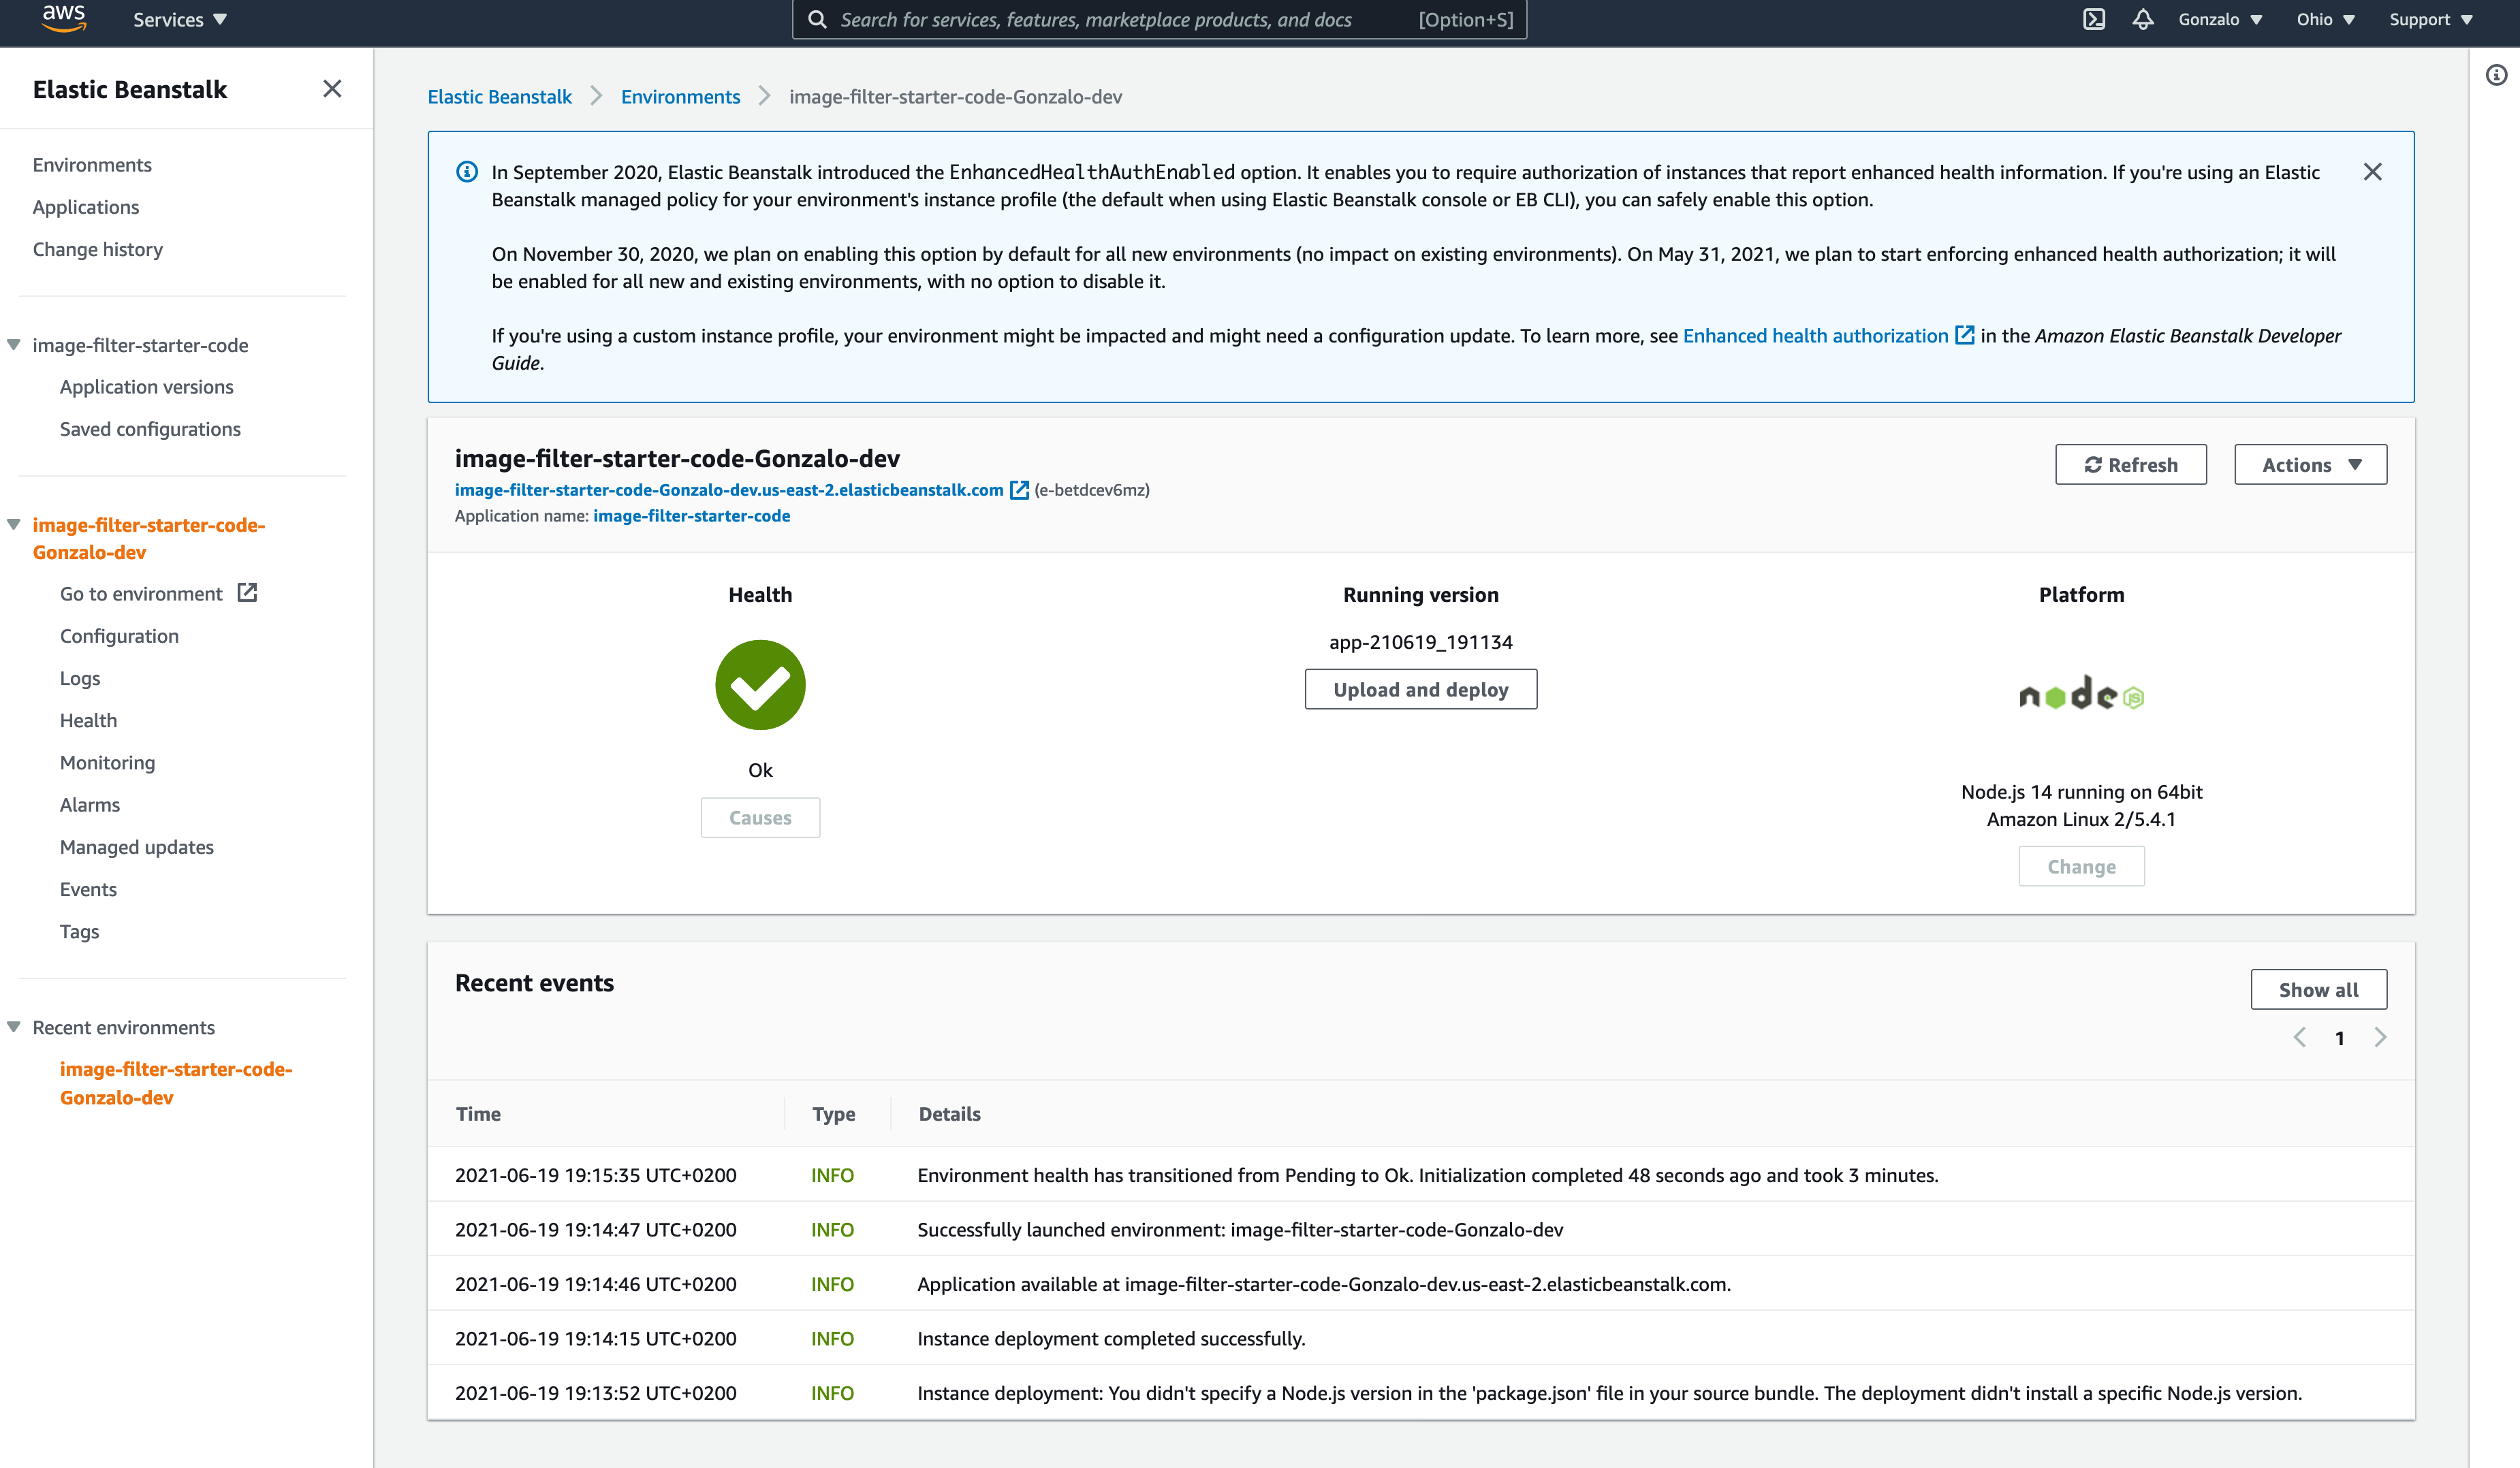 aws
Services
Search for services, features, marketplace products, and docs
[Option+S]
Gonzalo
Ohio
Support
Elastic Beanstalk
Environments
Applications
Change history
image-filter-starter-code
Application versions
Saved configurations
image-filter-starter-code-
Gonzalo-dev
Go to environment
Configuration
Logs
Health
Monitoring
Alarms
Managed updates
Events
Tags
Recent environments
image-filter-starter-code-
Gonzalo-dev
Elastic Beanstalk
Environments
image-filter-starter-code-Gonzalo-dev
In September 2020, Elastic Beanstalk introduced the EnhancedHealthAuthEnabled option. It enables you to require authorization of instances that report enhanced health information. If you're using an Elastic
Beanstalk managed policy for your environment's instance profile (the default when using Elastic Beanstalk console or EB CLI), you can safely enable this option.
On November 30, 2020, we plan on enabling this option by default for all new environments (no impact on existing environments). On May 31, 2021, we plan to start enforcing enhanced health authorization; it will
be enabled for all new and existing environments, with no option to disable it.
If you're using a custom instance profile, your environment might be impacted and might need a configuration update. To learn more, see Enhanced health authorization in the Amazon Elastic Beanstalk Developer
Guide.
image-filter-starter-code-Gonzalo-dev
image-filter-starter-code-Gonzalo-dev.us-east-2.elasticbeanstalk.com (e-betdcev6mz)
Application name: image-filter-starter-code
Refresh
Actions
Health
Ok
Causes
Running version
app-210619_191134
Upload and deploy
Platform
node JS
Node.js 14 running on 64bit
Amazon Linux 2/5.4.1
Change
Recent events
Show all
1
Time Type Details
2021-06-19 19:15:35 UTC+0200 INFO Environment health has transitioned from Pending to Ok. Initialization completed 48 seconds ago and took 3 minutes.
2021-06-19 19:14:47 UTC+0200 INFO Successfully launched environment: image-filter-starter-code-Gonzalo-dev
2021-06-19 19:14:46 UTC+0200 INFO Application available at image-filter-starter-code-Gonzalo-dev.us-east-2.elasticbeanstalk.com.
2021-06-19 19:14:15 UTC+0200 INFO Instance deployment completed successfully.
2021-06-19 19:13:52 UTC+0200 INFO Instance deployment: You didn't specify a Node.js version in the 'package.json' file in your source bundle. The deployment didn't install a specific Node.js version.